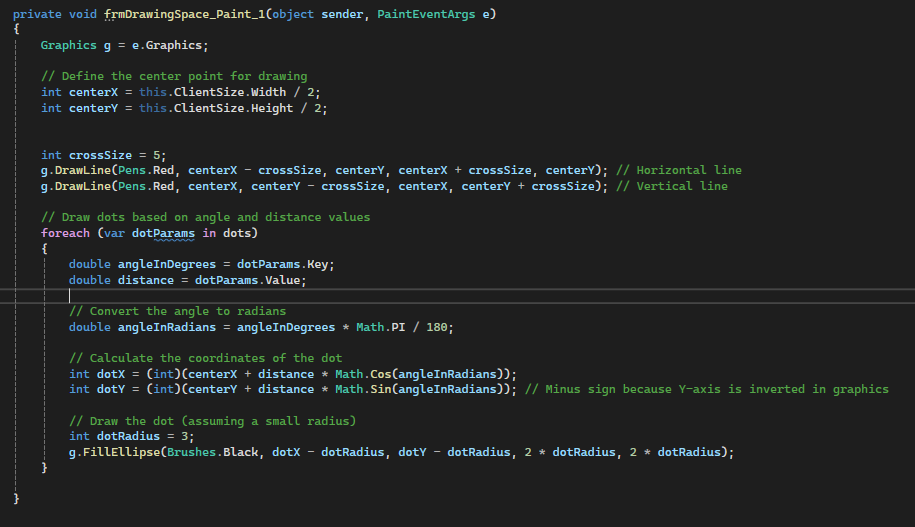 private void frmDrawingSpace_Paint_1(object sender, PaintEventArgs e)
{
    Graphics g = e.Graphics;

    // Define the center point for drawing
    int centerX = this.ClientSize.Width / 2;
    int centerY = this.ClientSize.Height / 2;


    int crossSize = 5;
    g.DrawLine(Pens.Red, centerX - crossSize, centerY, centerX + crossSize, centerY); // Horizontal line
    g.DrawLine(Pens.Red, centerX, centerY - crossSize, centerX, centerY + crossSize); // Vertical line

    // Draw dots based on angle and distance values
    foreach (var dotParams in dots)
    {
        double angleInDegrees = dotParams.Key;
        double distance = dotParams.Value;

        // Convert the angle to radians
        double angleInRadians = angleInDegrees * Math.PI / 180;

        // Calculate the coordinates of the dot
        int dotX = (int)(centerX + distance * Math.Cos(angleInRadians));
        int dotY = (int)(centerY + distance * Math.Sin(angleInRadians)); // Minus sign because Y-axis is inverted in graphics

        // Draw the dot (assuming a small radius)
        int dotRadius = 3;
        g.FillEllipse(Brushes.Black, dotX - dotRadius, dotY - dotRadius, 2 * dotRadius, 2 * dotRadius);
    }

}